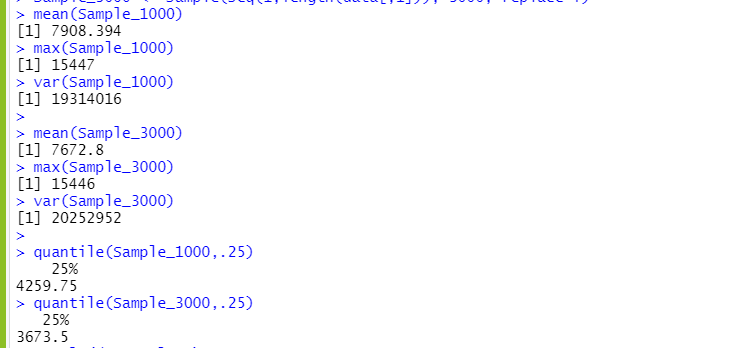 > mean(Sample_1000)
[1] 7908.394
> max(Sample_1000)
[1] 15447
> var(Sample_1000)
[1] 19314016
>
> mean(Sample_3000)
[1] 7672.8
> max(Sample_3000)
[1] 15446
> var(Sample_3000)
[1] 20252952
>
> quantile(Sample_1000,.25)
    25%
4259.75
> quantile(Sample_3000,.25)
   25%
3673.5